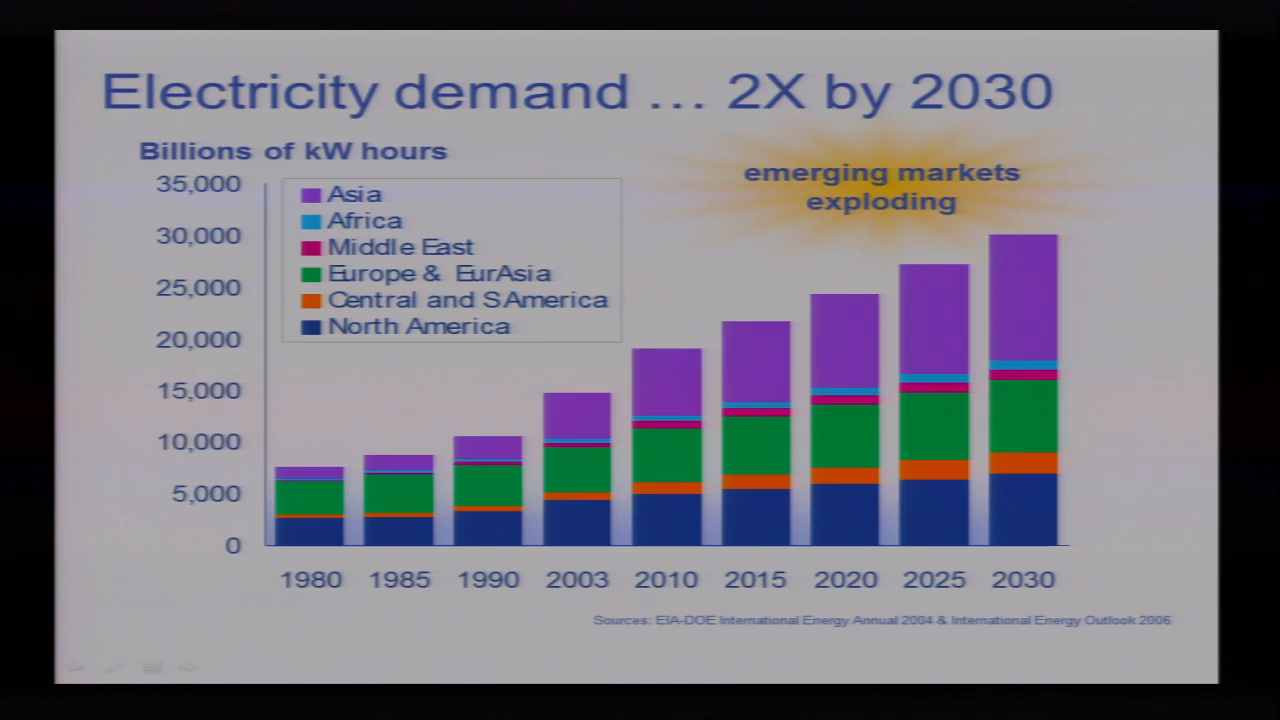 Electricity demand ... 2X by 2030
Billions of kW hours
emerging markets
exploding
35,000
30,000
25,000
20,000
15,000
10,000
5,000
0
Asia
Africa
Middle East
Europe & EurAsia
Central and S America
North America
1980 1985 1990 2003 2010 2015 2020 2025 2030
Sources: EIA-DOE International Energy Annual 2004 & International Energy Outlook 2006